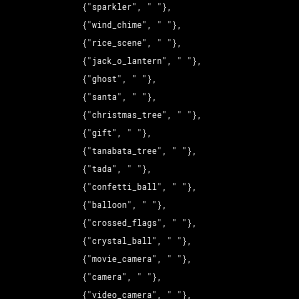 {"sparkler", " "},
{"wind_chime", " "},
{"rice_scene", " "},
{"jack_o_lantern", " "},
{"ghost", " "},
{"santa", " "},
{"christmas_tree", " "},
{"gift", " "},
{"tanabata_tree", " "},
{"tada", " "},
{"confetti_ball", " "},
{"balloon", " "},
{"crossed_flags", " "},
{"crystal_ball", " "},
{"movie_camera", " "},
{"camera", " "},
{"video_camera", " "},